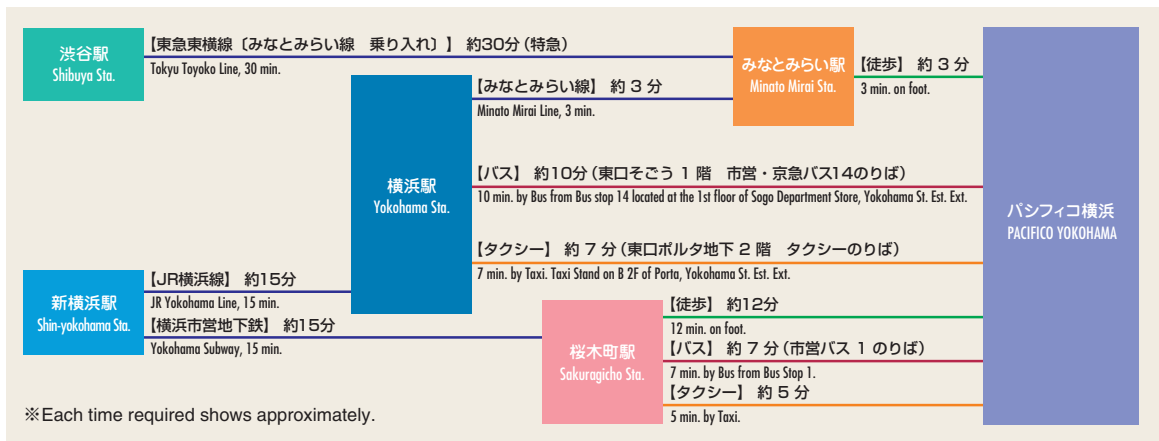 渋谷駅
Shibuya Sta.
【東急東横線〔みなとみらい線　乗り入れ〕】 約30分（特急）
Tokyu Toyoko Line, 30 min.
みなとみらい駅
Minato Mirai Sta.
【徒歩】 約 3 分
3 min. on foot.
【みなとみらい線】 約 3 分
Minato Mirai Line, 3 min.
横浜駅
Yokohama Sta.
【バス】 約10分（東口そごう 1 階　市営・京急バス14のりば）
10 min. by Bus from Bus stop 14 located at the 1st floor of Sogo Department Store, Yokohama St. Est. Ext.
パシフィコ横浜
PACIFICO YOKOHAMA
【タクシー】 約 7 分（東口ポルタ地下 2 階　タクシーのりば）
7 min. by Taxi. Taxi Stand on B 2F of Porta, Yokohama St. Est. Ext.
新横浜駅
Shin-yokohama Sta.
【JR横浜線】 約15分
JR Yokohama Line, 15 min.
【横浜市営地下鉄】 約15分
Yokohama Subway, 15 min.
桜木町駅
Sakuragicho Sta.
【徒歩】 約12分
12 min. on foot.
【バス】 約 7 分（市営バス 1 のりば）
7 min. by Bus from Bus Stop 1.
【タクシー】 約 5 分
5 min. by Taxi.
※Each time required shows approximately.